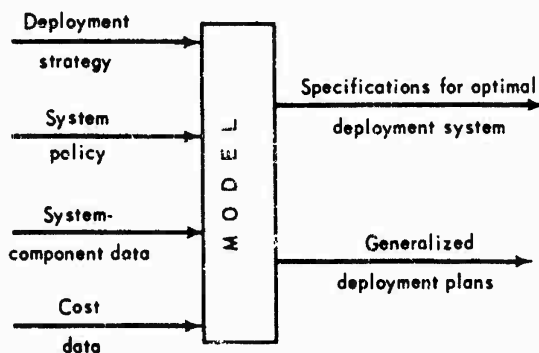 Deployment
strategy
System
policy
System-
component data
Cost
data
MODEL
Specifications for optimal
deployment system
Generalized
deployment plans